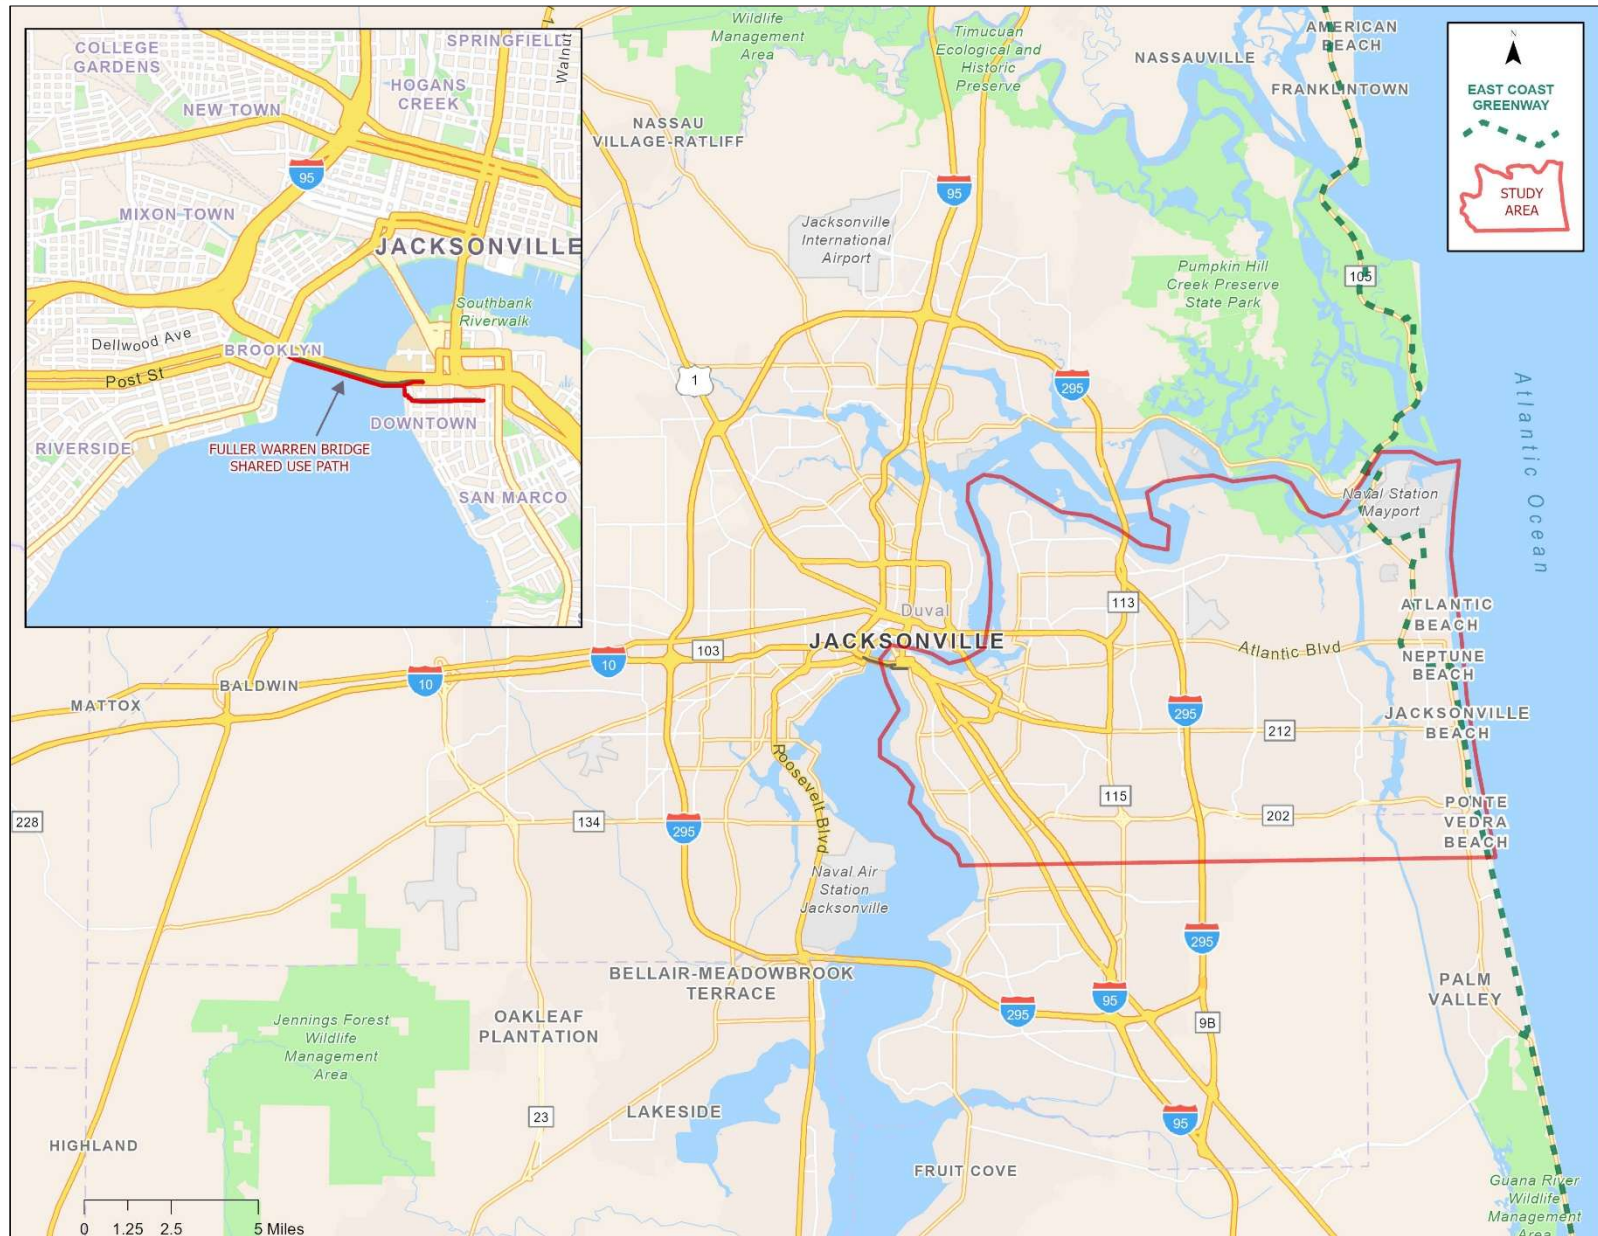 COLLEGE
GARDENS
SPRINGFIELD
Walnut
HOGANS
CREEK
NEW TOWN
95
MIXON TOWN
JACKSONVILLE
Southbank
Riverwalk
Dellwood Ave
BROOKLYN
Post St
DOWNTOWN
RIVERSIDE
FULLER WARREN BRIDGE
SHARED USE PATH
SAN MARCO
Wildlife
Management
Area
Timucuan
Ecological and
Historic
Preserve
NASSAUVILLE
AMERICAN
BEACH
FRANKLINTOWN
N
EAST COAST
GREENWAY
STUDY
AREA
NASSAU
VILLAGE-RATLIFF
95
Jacksonville
International
Airport
Pumpkin Hill
Creek Preserve
State Park
105
1
295
Atlantic Ocean
Naval Station
Mayport
Duval
113
ATLANTIC
BEACH
JACKSONVILLE
103
10
10
Atlantic Blvd
NEPTUNE
BEACH
BALDWIN
MATTOX
295
JACKSONVILLE
BEACH
212
Roosevelt Blvd
115
202
PONTE
VEDRA
BEACH
228
134
295
Naval Air
Station
Jacksonville
295
BELLAIR-MEADOWBROOK
TERRACE
PALM
VALLEY
95
295
9B
OAKLEAF
PLANTATION
Jennings Forest
Wildlife
Management
Area
23
LAKESIDE
95
HIGHLAND
FRUIT COVE
Guana River
Wildlife
Management
Area
0 1.25 2.5 5 Miles